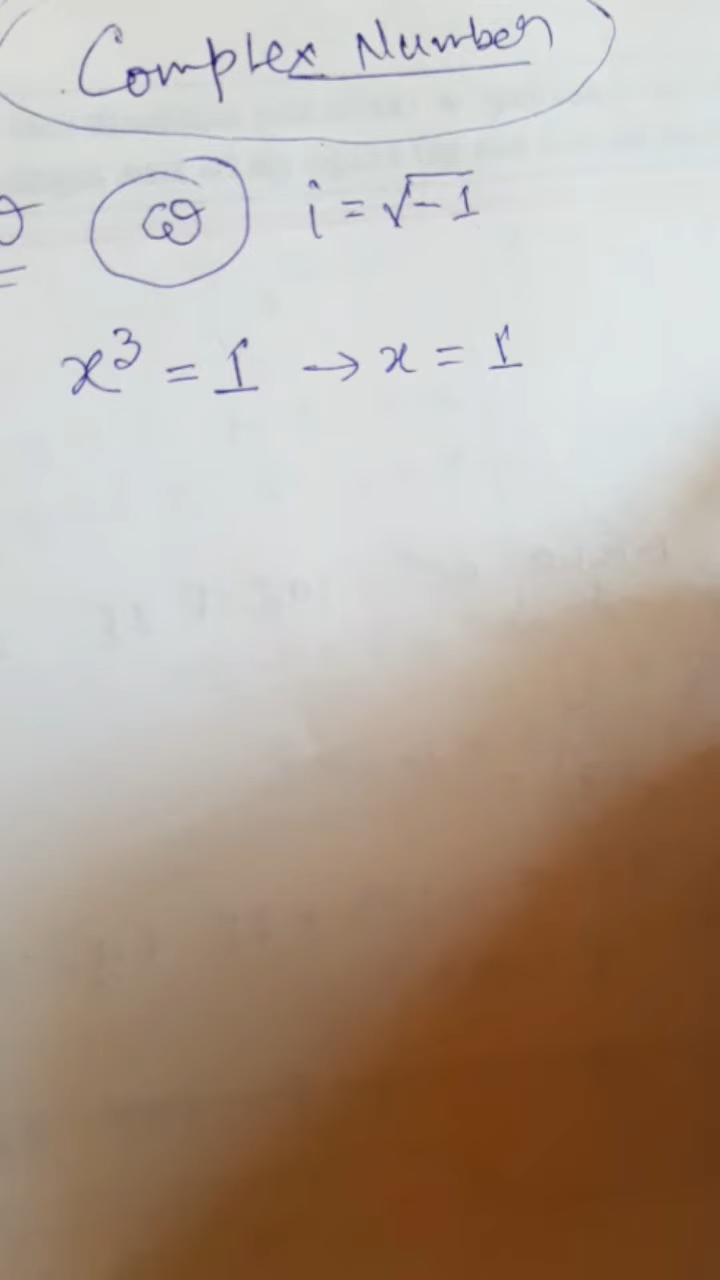 Complex Number
ω i = √-1
x³ = 1 → x = 1